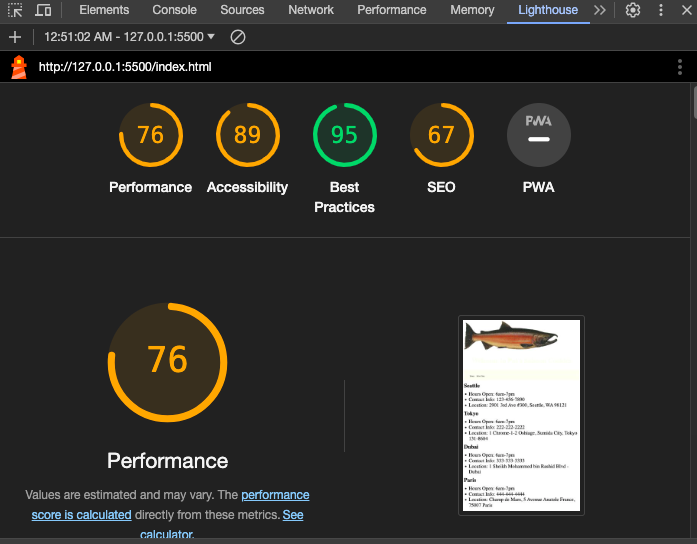 Elements Console Sources Network Performance Memory Lighthouse
12:51:02 AM - 127.0.0.1:5500
http://127.0.0.1:5500/index.html
76 89 95 67 PWA
Performance Accessibility Best Practices SEO PWA
76
Performance
Values are estimated and may vary. The performance
score is calculated directly from these metrics. See
calculator.
Seattle
Hours Open: 6am-7pm
Contact Info: 123-456-7890
Location: 2901 3rd Ave #300, Seattle, WA 98121
Tokyo
Hours Open: 6am-7pm
Contact Info: 222-222-2222
Location: 1 Chrome-1-2 Oshiage, Sumida City, Tokyo
131-8634
Dubai
Hours Open: 6am-7pm
Contact Info: 333-333-3333
Location: 1 Sheikh Mohammed bin Rashid Blvd -
Dubai
Paris
Hours Open: 6am-7pm
Contact Info: 444-444-4444
Location: Champ de Mars, 5 Avenue Anatole France,
75007 Paris